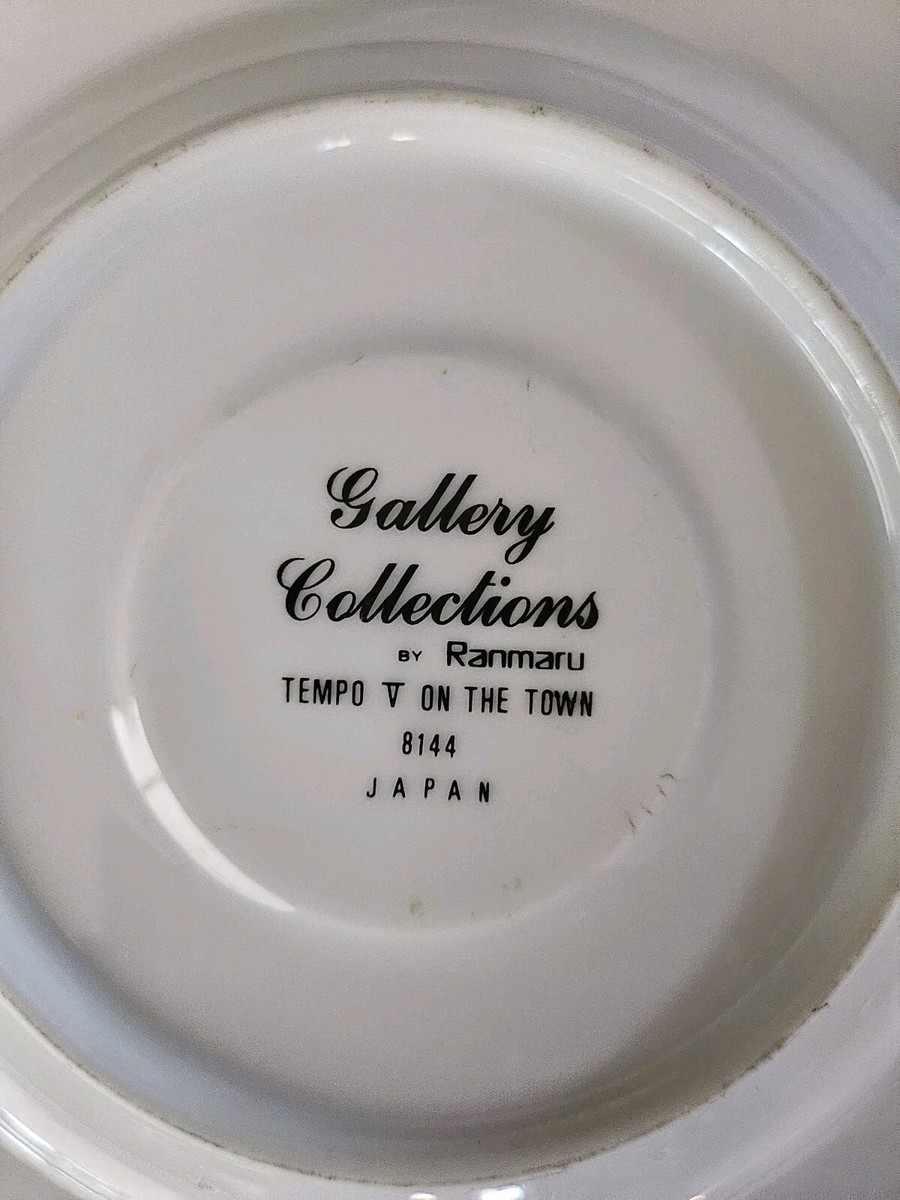 Gallery
Collections
BY Ranmaru
TEMPO V ON THE TOWN
8144
JAPAN